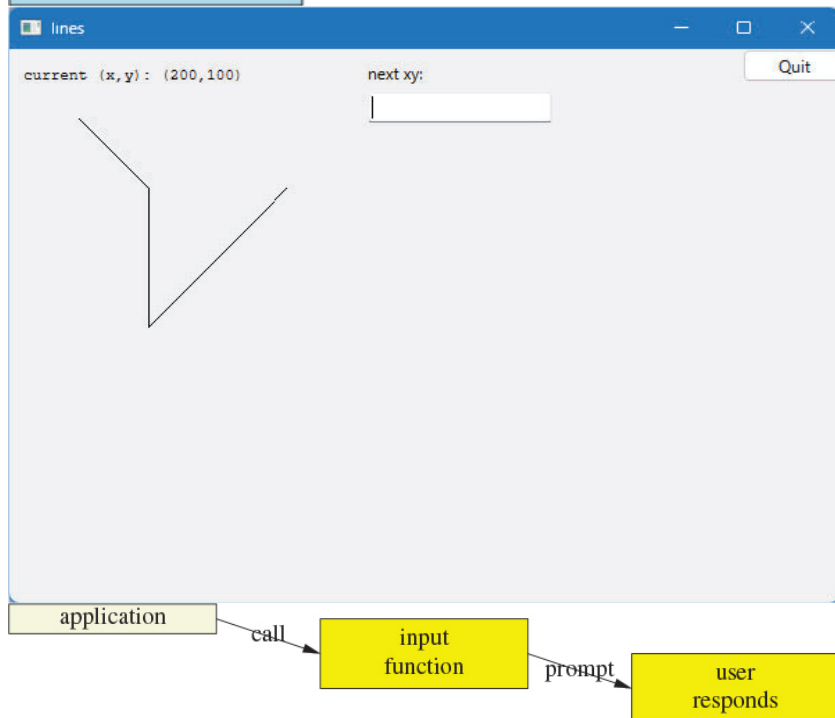 lines
current (x,y): (200,100)
next xy:
Quit
application
call
input
function
prompt
user
responds